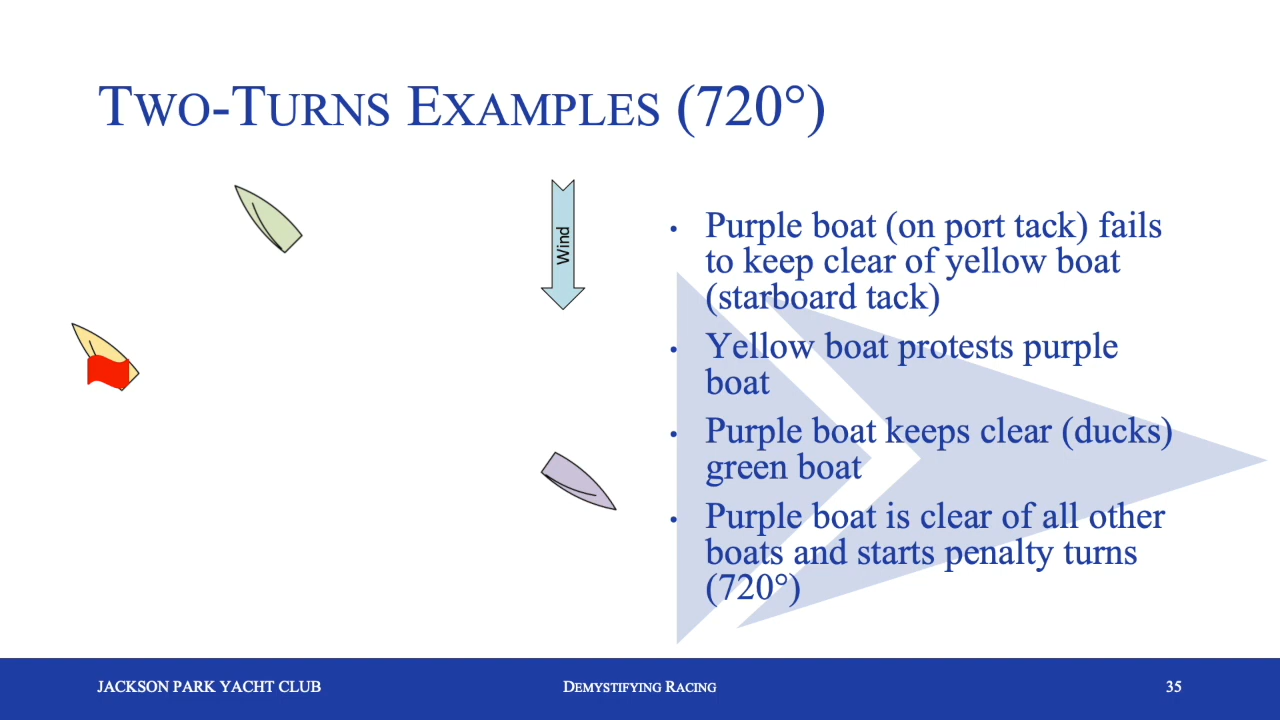 TWO-TURNS EXAMPLES (720°)
Wind
• Purple boat (on port tack) fails
to keep clear of yellow boat
(starboard tack)
• Yellow boat protests purple
boat
• Purple boat keeps clear (ducks)
green boat
• Purple boat is clear of all other
boats and starts penalty turns
(720°)
JACKSON PARK YACHT CLUB
DEMYSTIFYING RACING
35